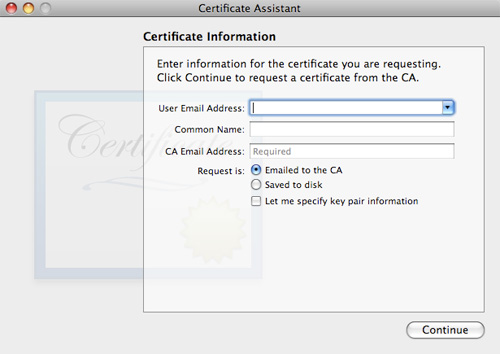 Certificate Assistant
Certificate Information
Enter information for the certificate you are requesting.
Click Continue to request a certificate from the CA.
Certificate
User Email Address:
Common Name:
CA Email Address: Required
Request is: Emailed to the CA
Saved to disk
Let me specify key pair information
Continue